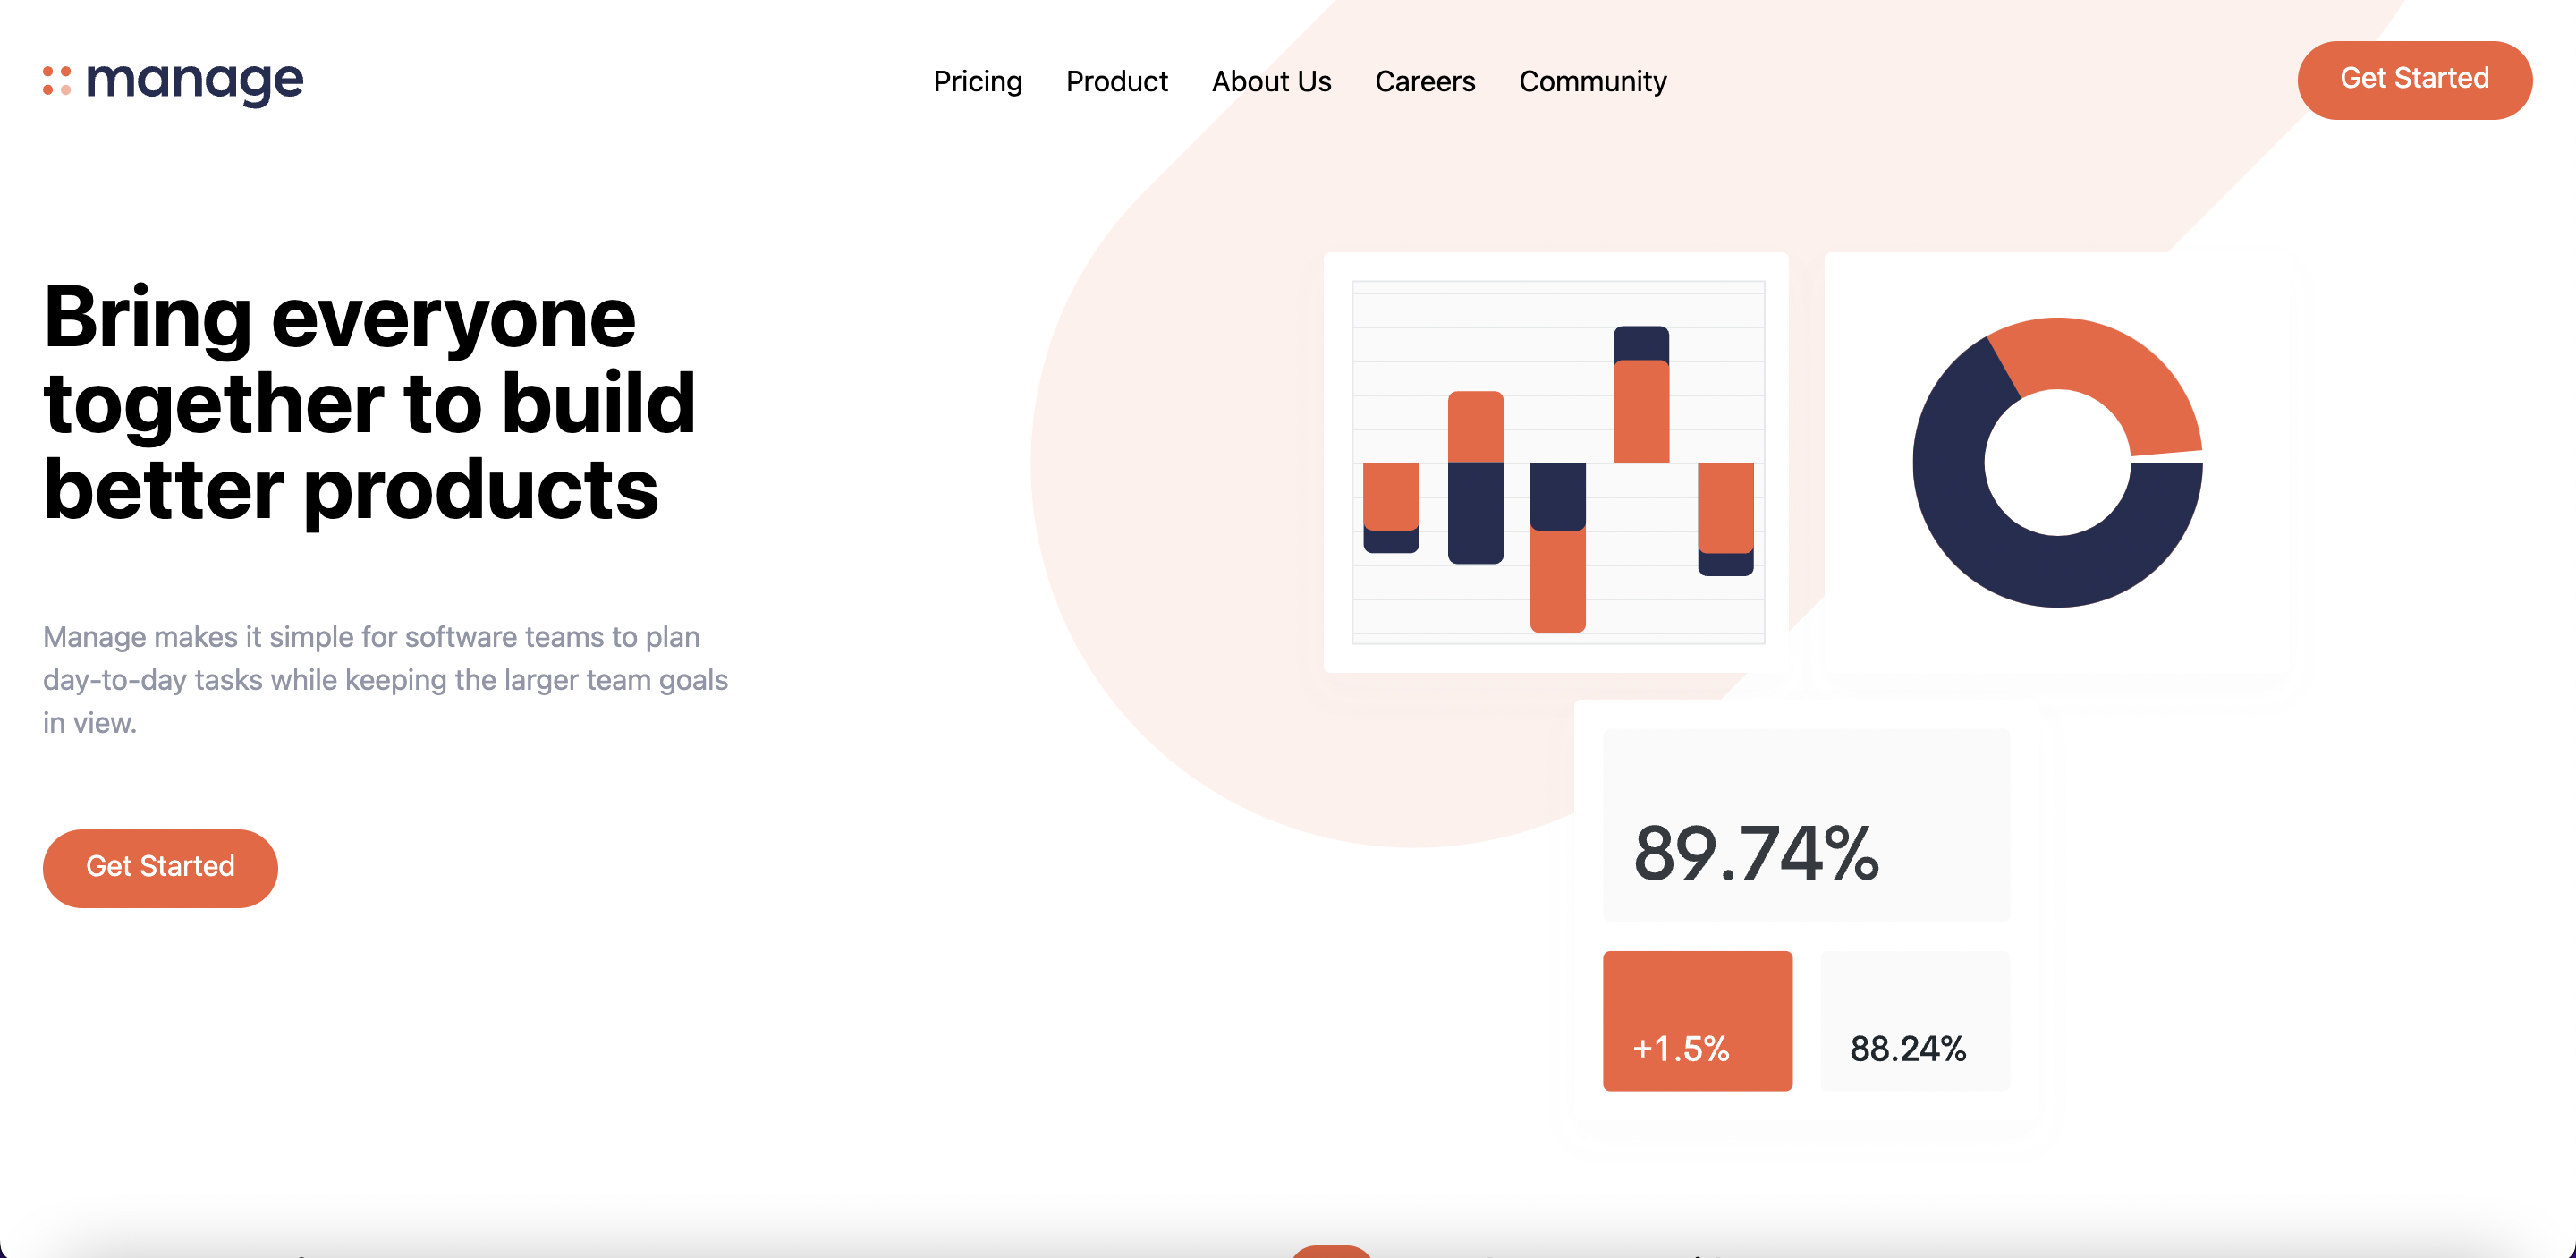 manage
Pricing
Product
About Us
Careers
Community
Get Started
Bring everyone
together to build
better products
Manage makes it simple for software teams to plan
day-to-day tasks while keeping the larger team goals
in view.
Get Started
89.74%
+1.5%
88.24%